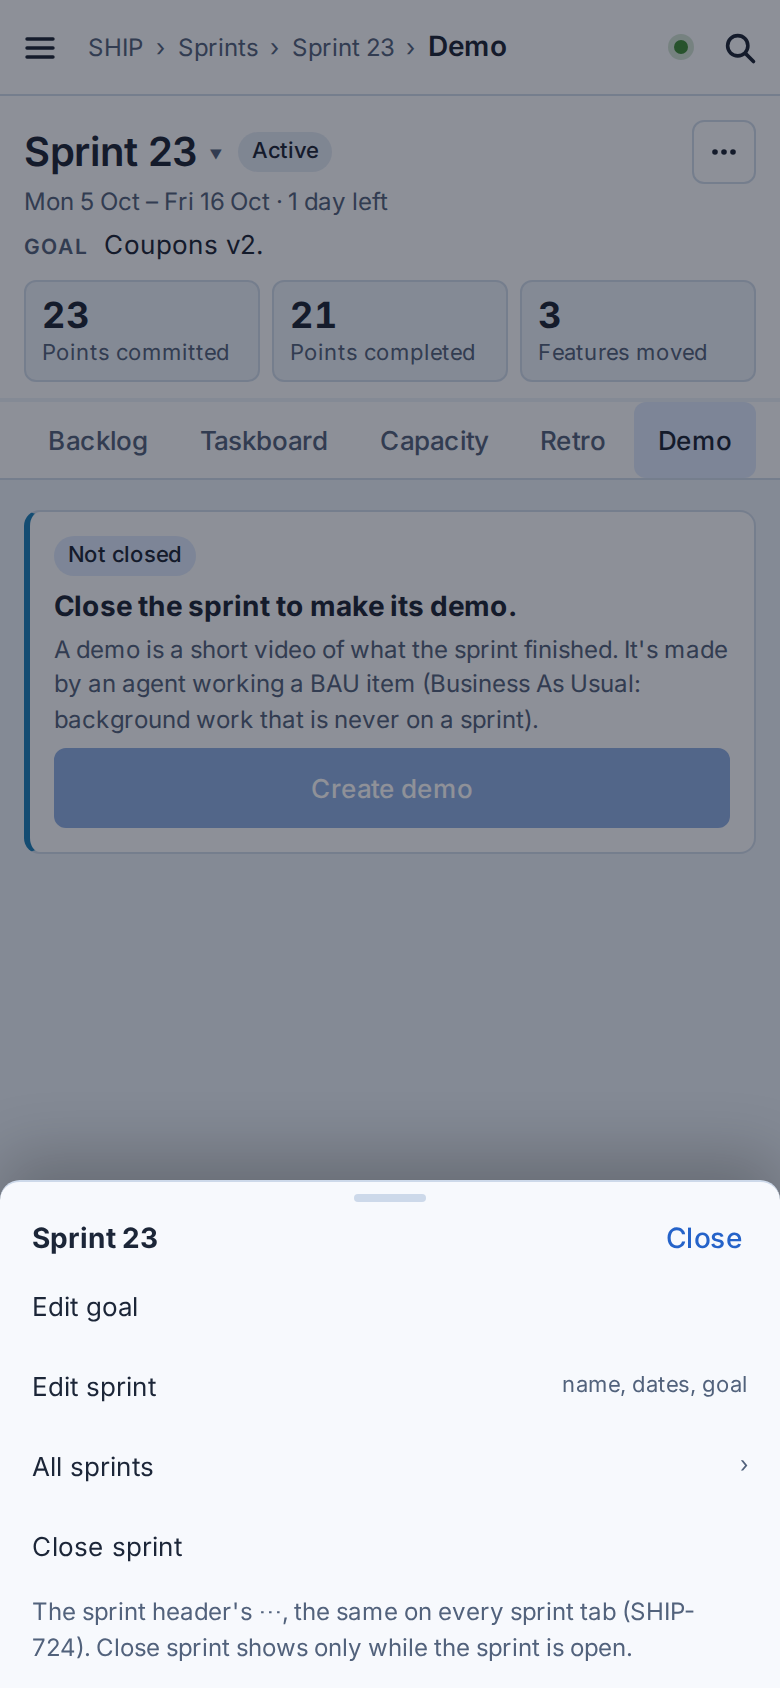 SHIP › Sprints › Sprint 23 › Demo
Sprint 23 ▾ Active ···
Mon 5 Oct – Fri 16 Oct · 1 day left
GOAL Coupons v2.
23 21 3
Points committed Points completed Features moved
Backlog Taskboard Capacity Retro Demo
Not closed
Close the sprint to make its demo.
A demo is a short video of what the sprint finished. It's made
by an agent working a BAU item (Business As Usual:
background work that is never on a sprint).
Create demo
Sprint 23 Close
Edit goal
Edit sprint name, dates, goal
All sprints ›
Close sprint
The sprint header's ···, the same on every sprint tab (SHIP-
724). Close sprint shows only while the sprint is open.